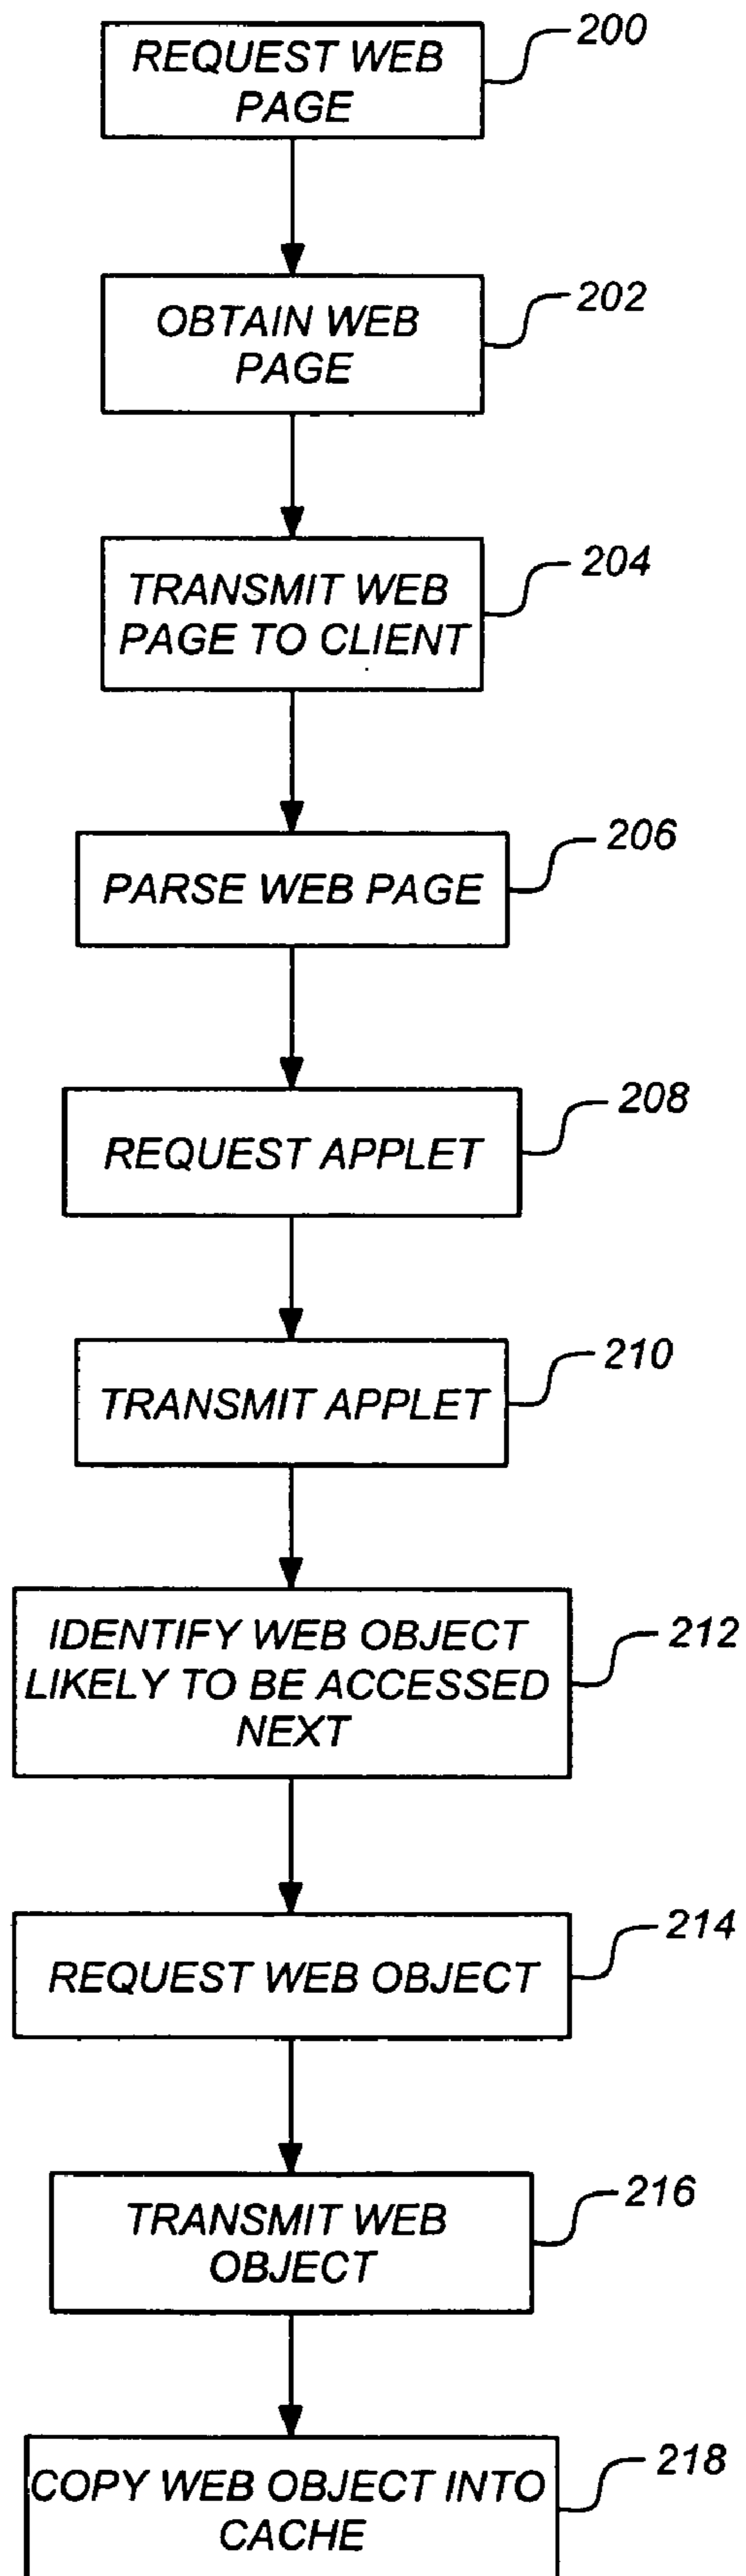 REQUEST WEB
PAGE
200
OBTAIN WEB
PAGE
202
TRANSMIT WEB
PAGE TO CLIENT
204
PARSE WEB PAGE
206
REQUEST APPLET
208
TRANSMIT APPLET
210
IDENTIFY WEB OBJECT
LIKELY TO BE ACCESSED
NEXT
212
REQUEST WEB OBJECT
214
TRANSMIT WEB
OBJECT
216
COPY WEB OBJECT INTO
CACHE
218